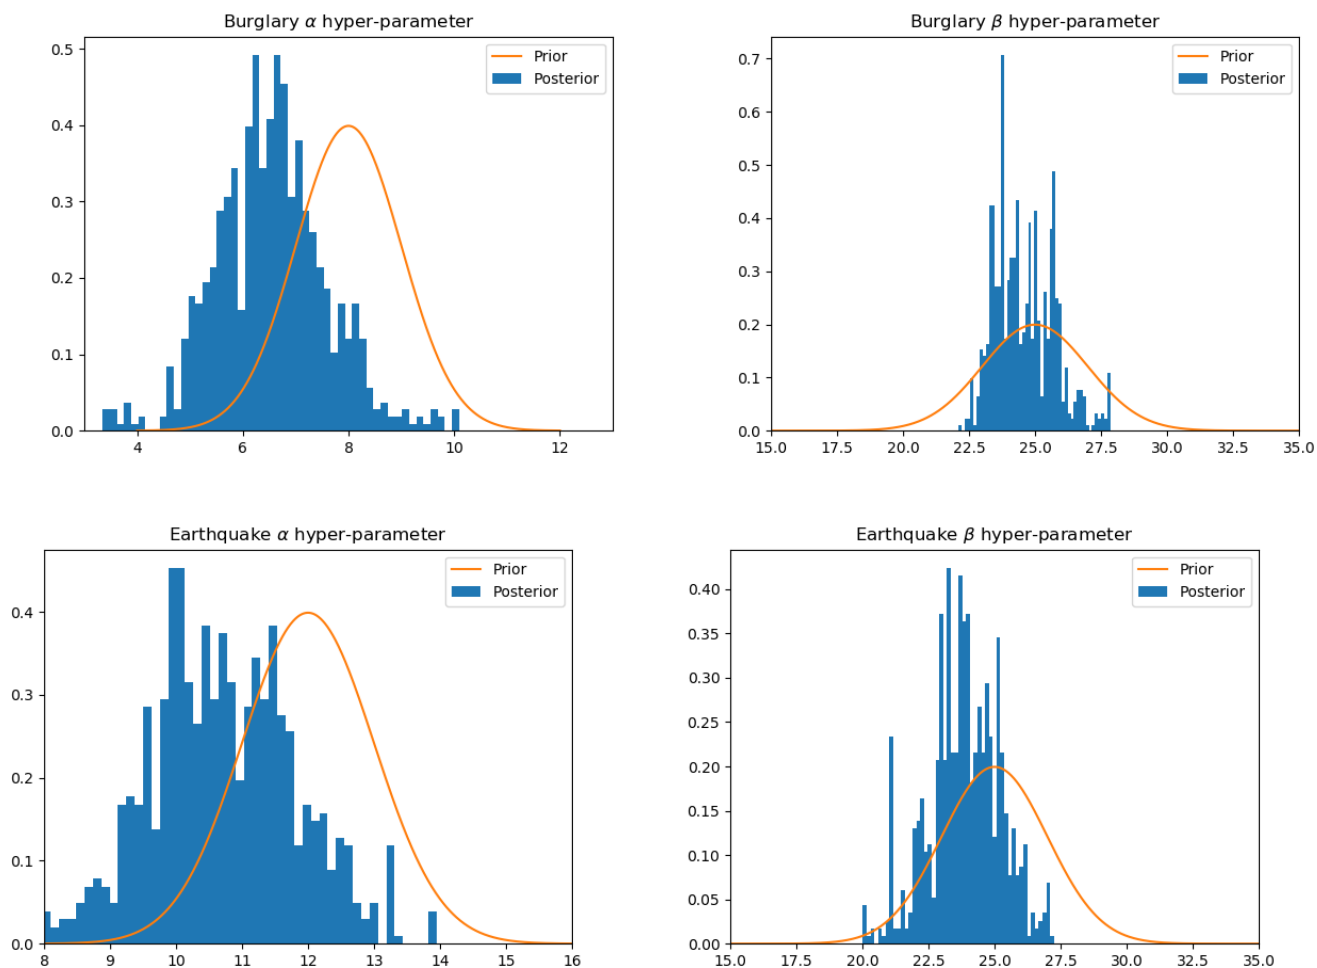 Burglary α hyper-parameter
Prior
Posterior
0.5
0.4
0.3
0.2
0.1
0.0
4 6 8 10 12
Burglary β hyper-parameter
Prior
Posterior
0.7
0.6
0.5
0.4
0.3
0.2
0.1
0.0
15.0 17.5 20.0 22.5 25.0 27.5 30.0 32.5 35.0
Earthquake α hyper-parameter
Prior
Posterior
0.4
0.3
0.2
0.1
0.0
8 9 10 11 12 13 14 15 16
Earthquake β hyper-parameter
Prior
Posterior
0.40
0.35
0.30
0.25
0.20
0.15
0.10
0.05
0.00
15.0 17.5 20.0 22.5 25.0 27.5 30.0 32.5 35.0